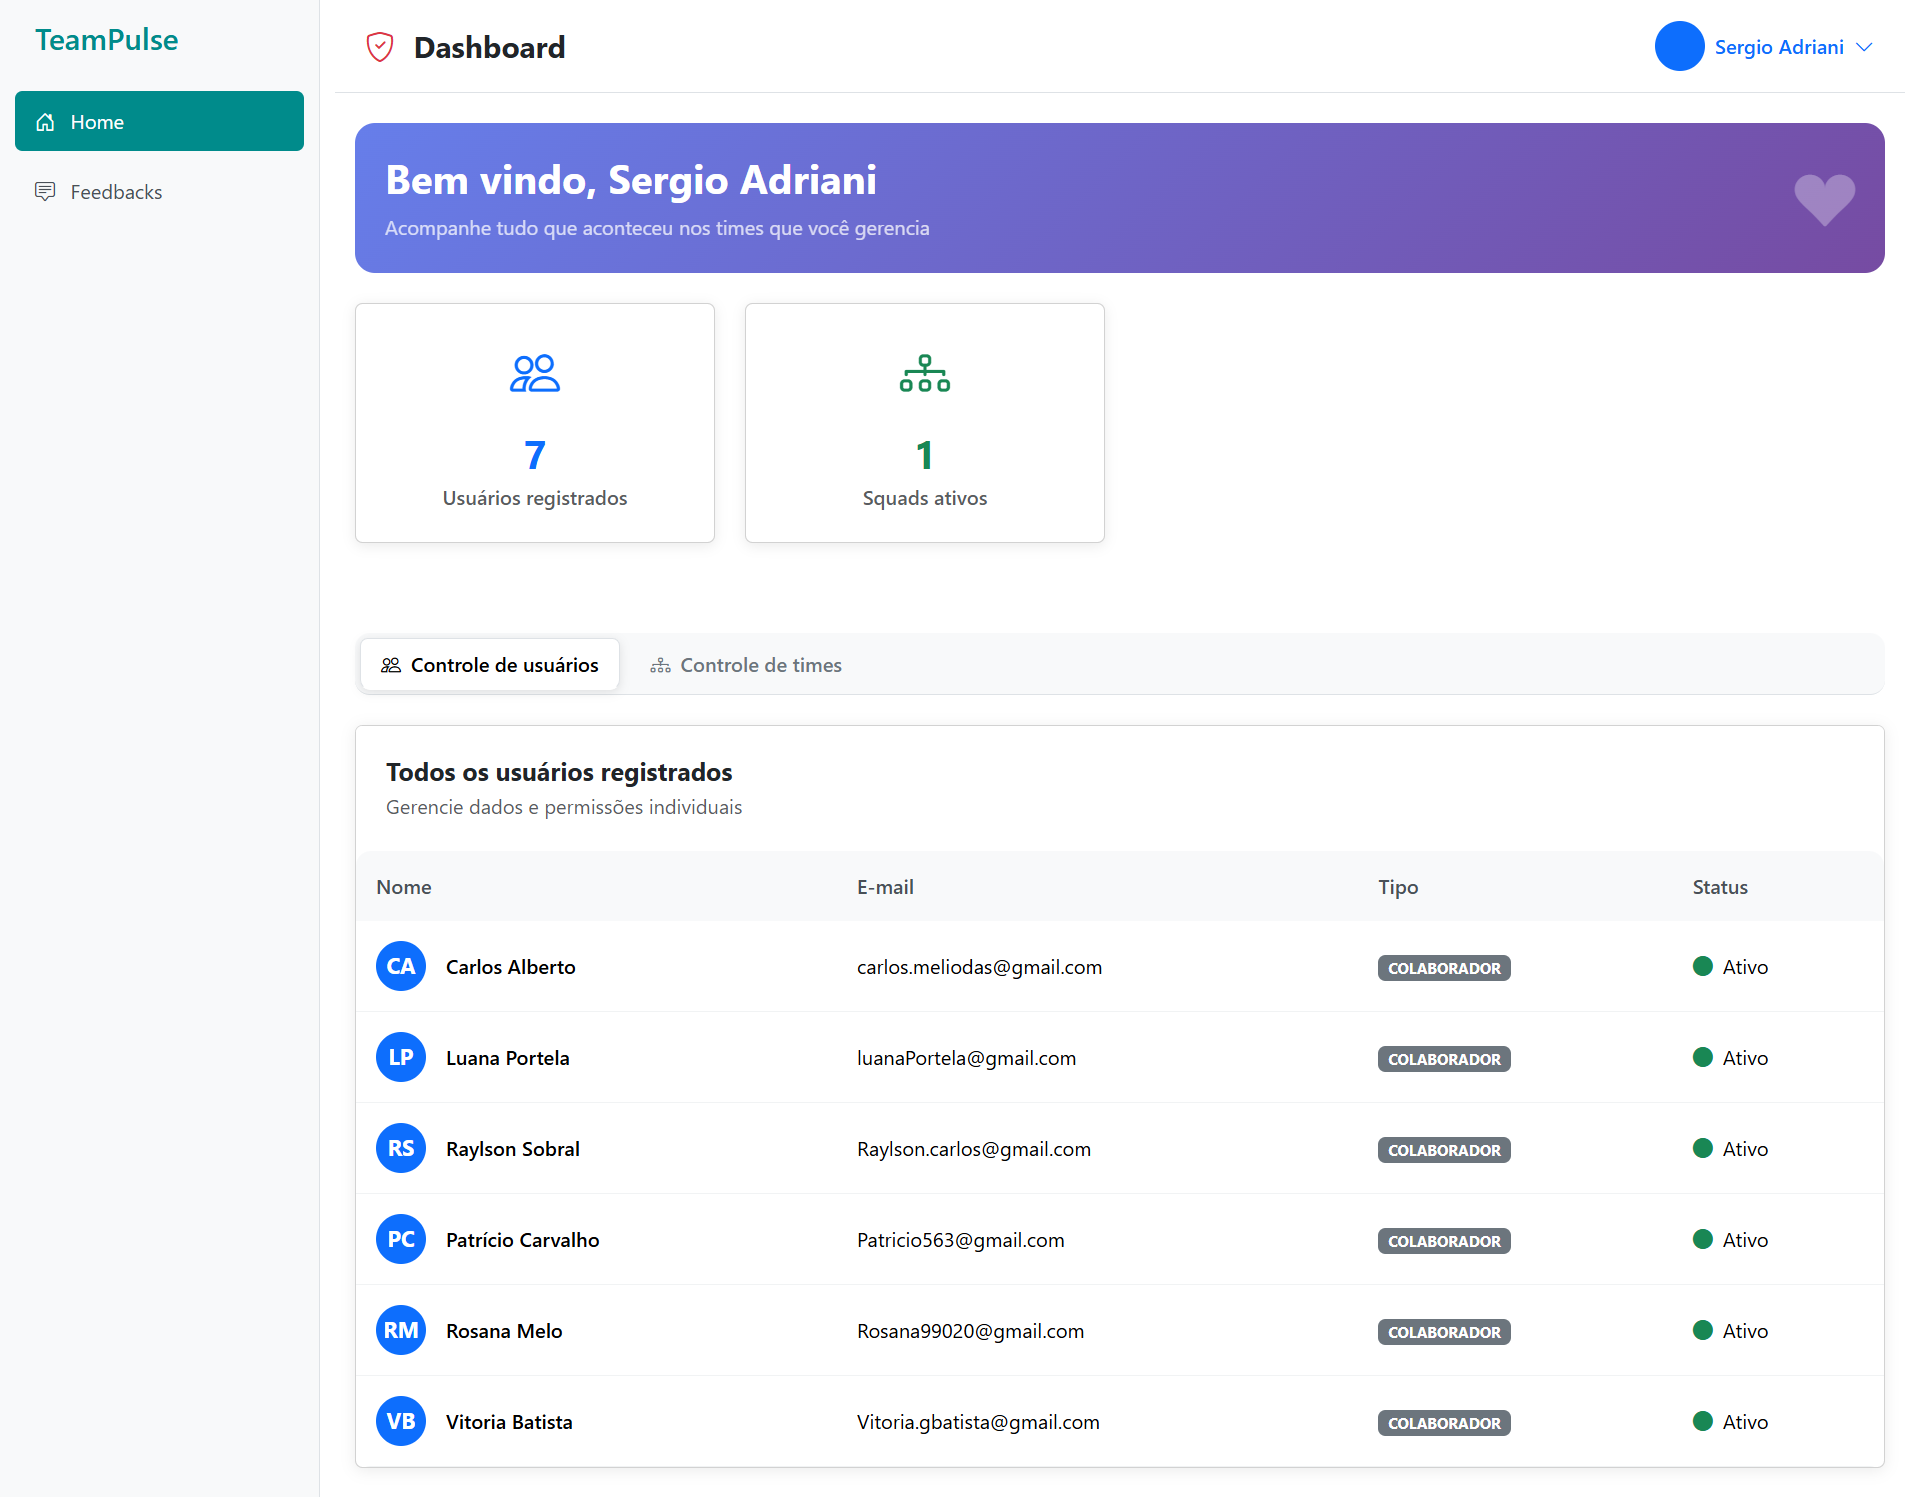 TeamPulse
Home
Feedbacks
Dashboard
Sergio Adriani
Bem vindo, Sergio Adriani
Acompanhe tudo que aconteceu nos times que você gerencia
7
Usuários registrados
1
Squads ativos
Controle de usuários
Controle de times
Todos os usuários registrados
Gerencie dados e permissões individuais
Nome E-mail Tipo Status
CA Carlos Alberto carlos.meliodas@gmail.com COLABORADOR Ativo
LP Luana Portela luanaPortela@gmail.com COLABORADOR Ativo
RS Raylson Sobral Raylson.carlos@gmail.com COLABORADOR Ativo
PC Patrício Carvalho Patricio563@gmail.com COLABORADOR Ativo
RM Rosana Melo Rosana99020@gmail.com COLABORADOR Ativo
VB Vitoria Batista Vitoria.gbatista@gmail.com COLABORADOR Ativo